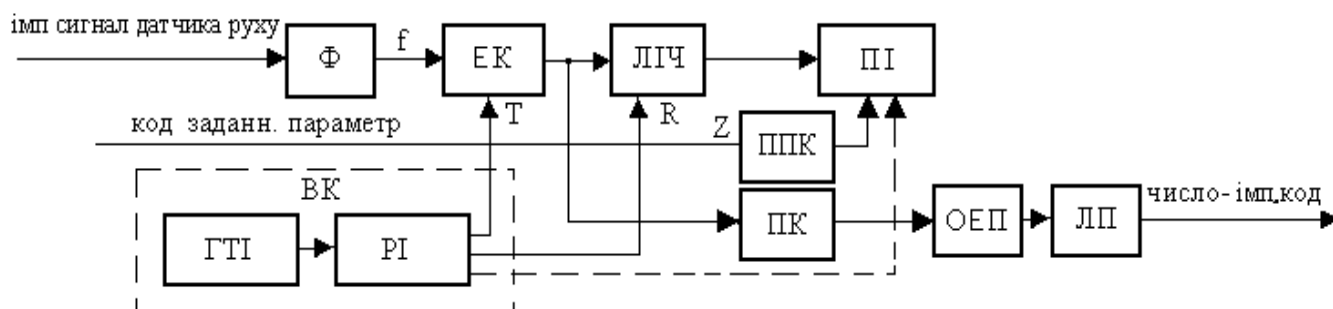 імп сигнал датчика руху
Ф
f
ЕК
ЛІЧ
ПІ
T
R
код заданн. параметр
Z
ППК
ВК
ГТІ
РІ
ПК
ОЕП
ЛП
число-імп.код